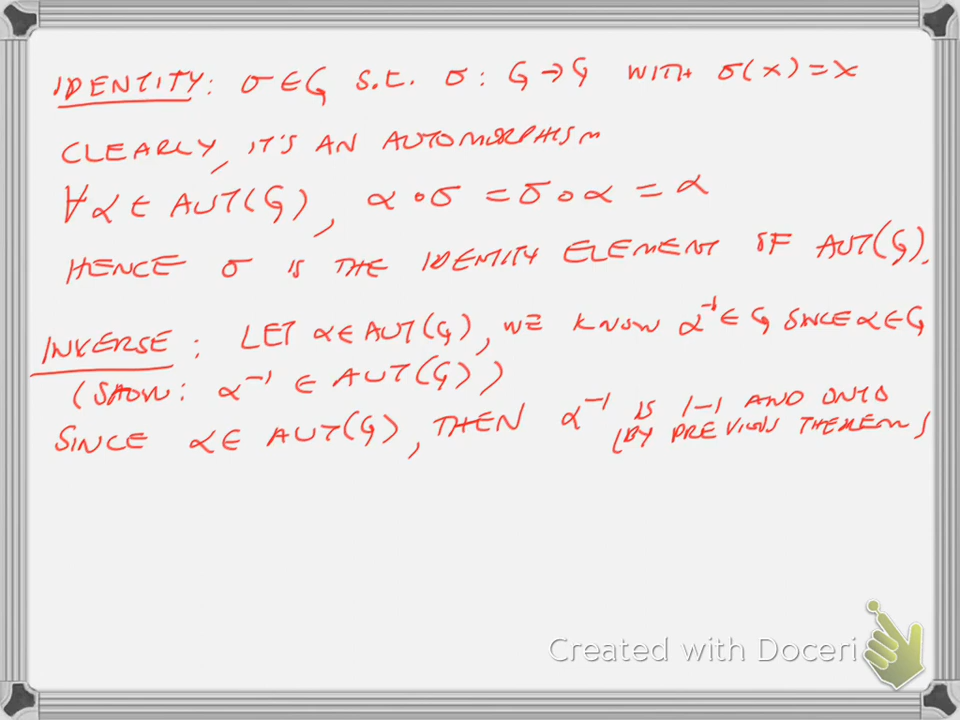 IDENTITY: σ ∈ G S.T. σ: G → G WITH σ(x) = x
CLEARLY, IT'S AN AUTOMORPHISM
∀ α ∈ AUT(G), α ∘ σ = σ ∘ α = α
HENCE σ IS THE IDENTITY ELEMENT OF AUT(G).
INVERSE: LET α ∈ AUT(G), WE KNOW α⁻¹ ∈ G SINCE α ∈ G
(SHOW: α⁻¹ ∈ AUT(G))
SINCE α ∈ AUT(G), THEN α⁻¹ IS 1-1 AND ONTO
(BY PREVIOUS THEOREM)
Created with Doceri